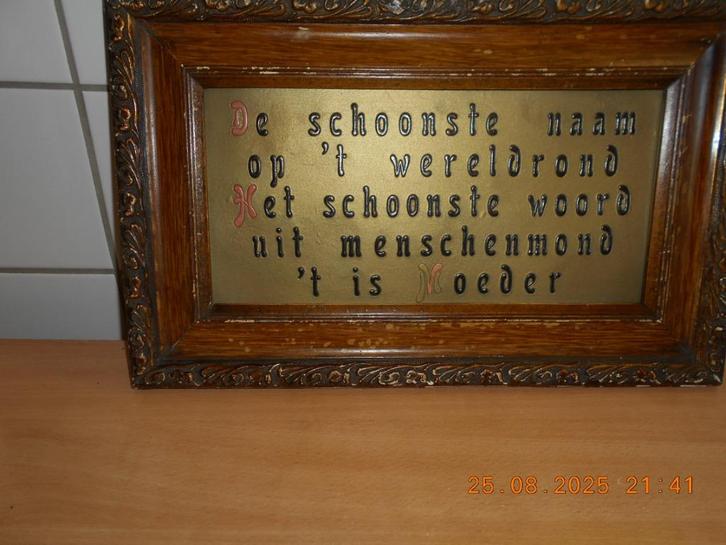 De schoonste naam
op 't wereldrond
Het schoonste woord
uit menschenmond
't is Moeder
25.08.2025 21:41